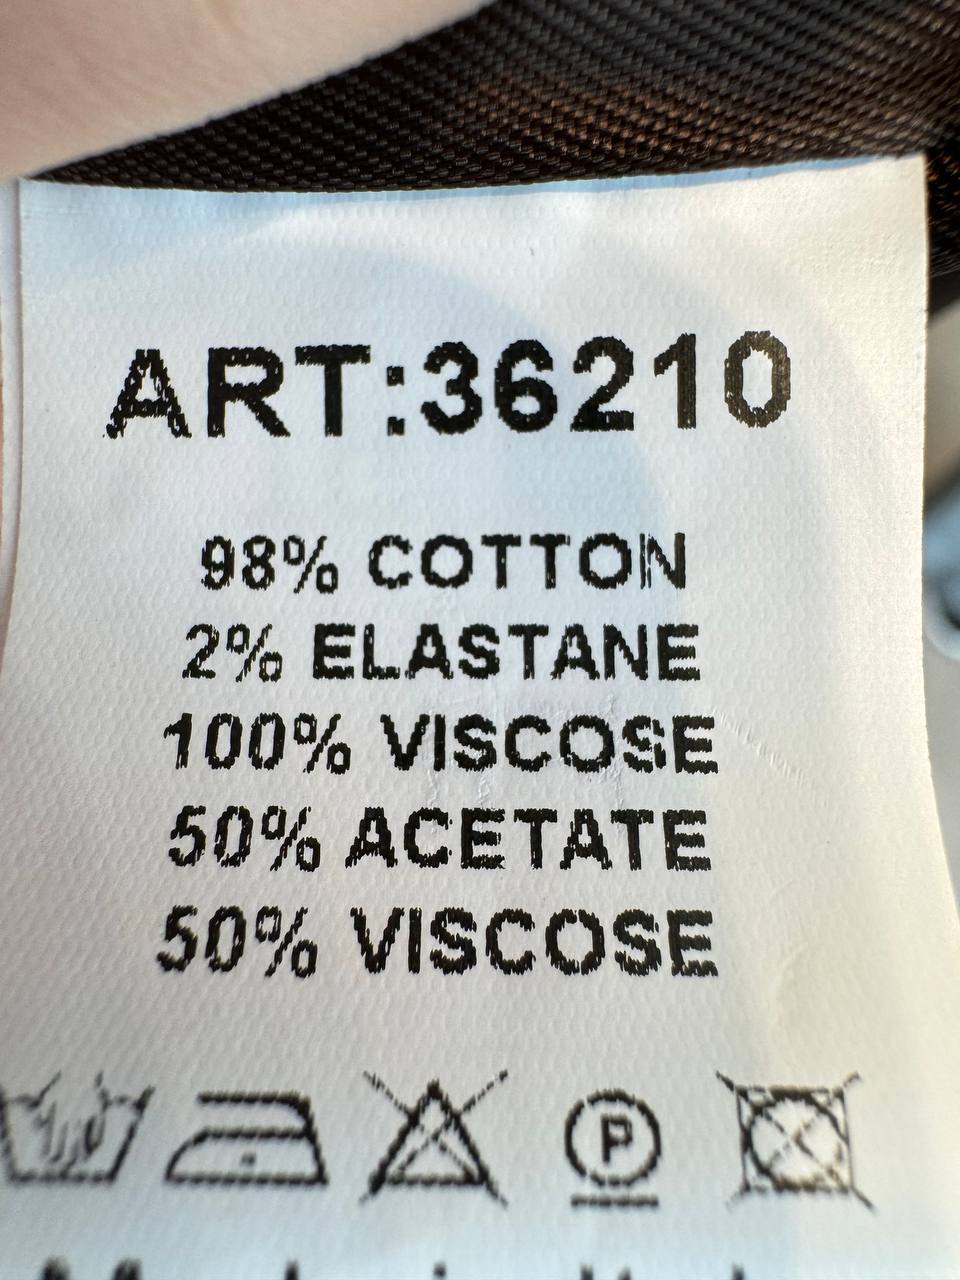 ART:36210
98% COTTON
2% ELASTANE
100% VISCOSE
50% ACETATE
50% VISCOSE
P